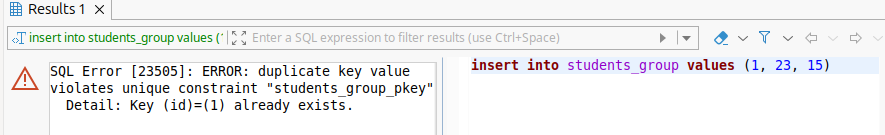 Results 1
insert into students_group values (1
Enter a SQL expression to filter results (use Ctrl+Space)
SQL Error [23505]: ERROR: duplicate key value
violates unique constraint "students_group_pkey"
Detail: Key (id)=(1) already exists.
insert into students_group values (1, 23, 15)